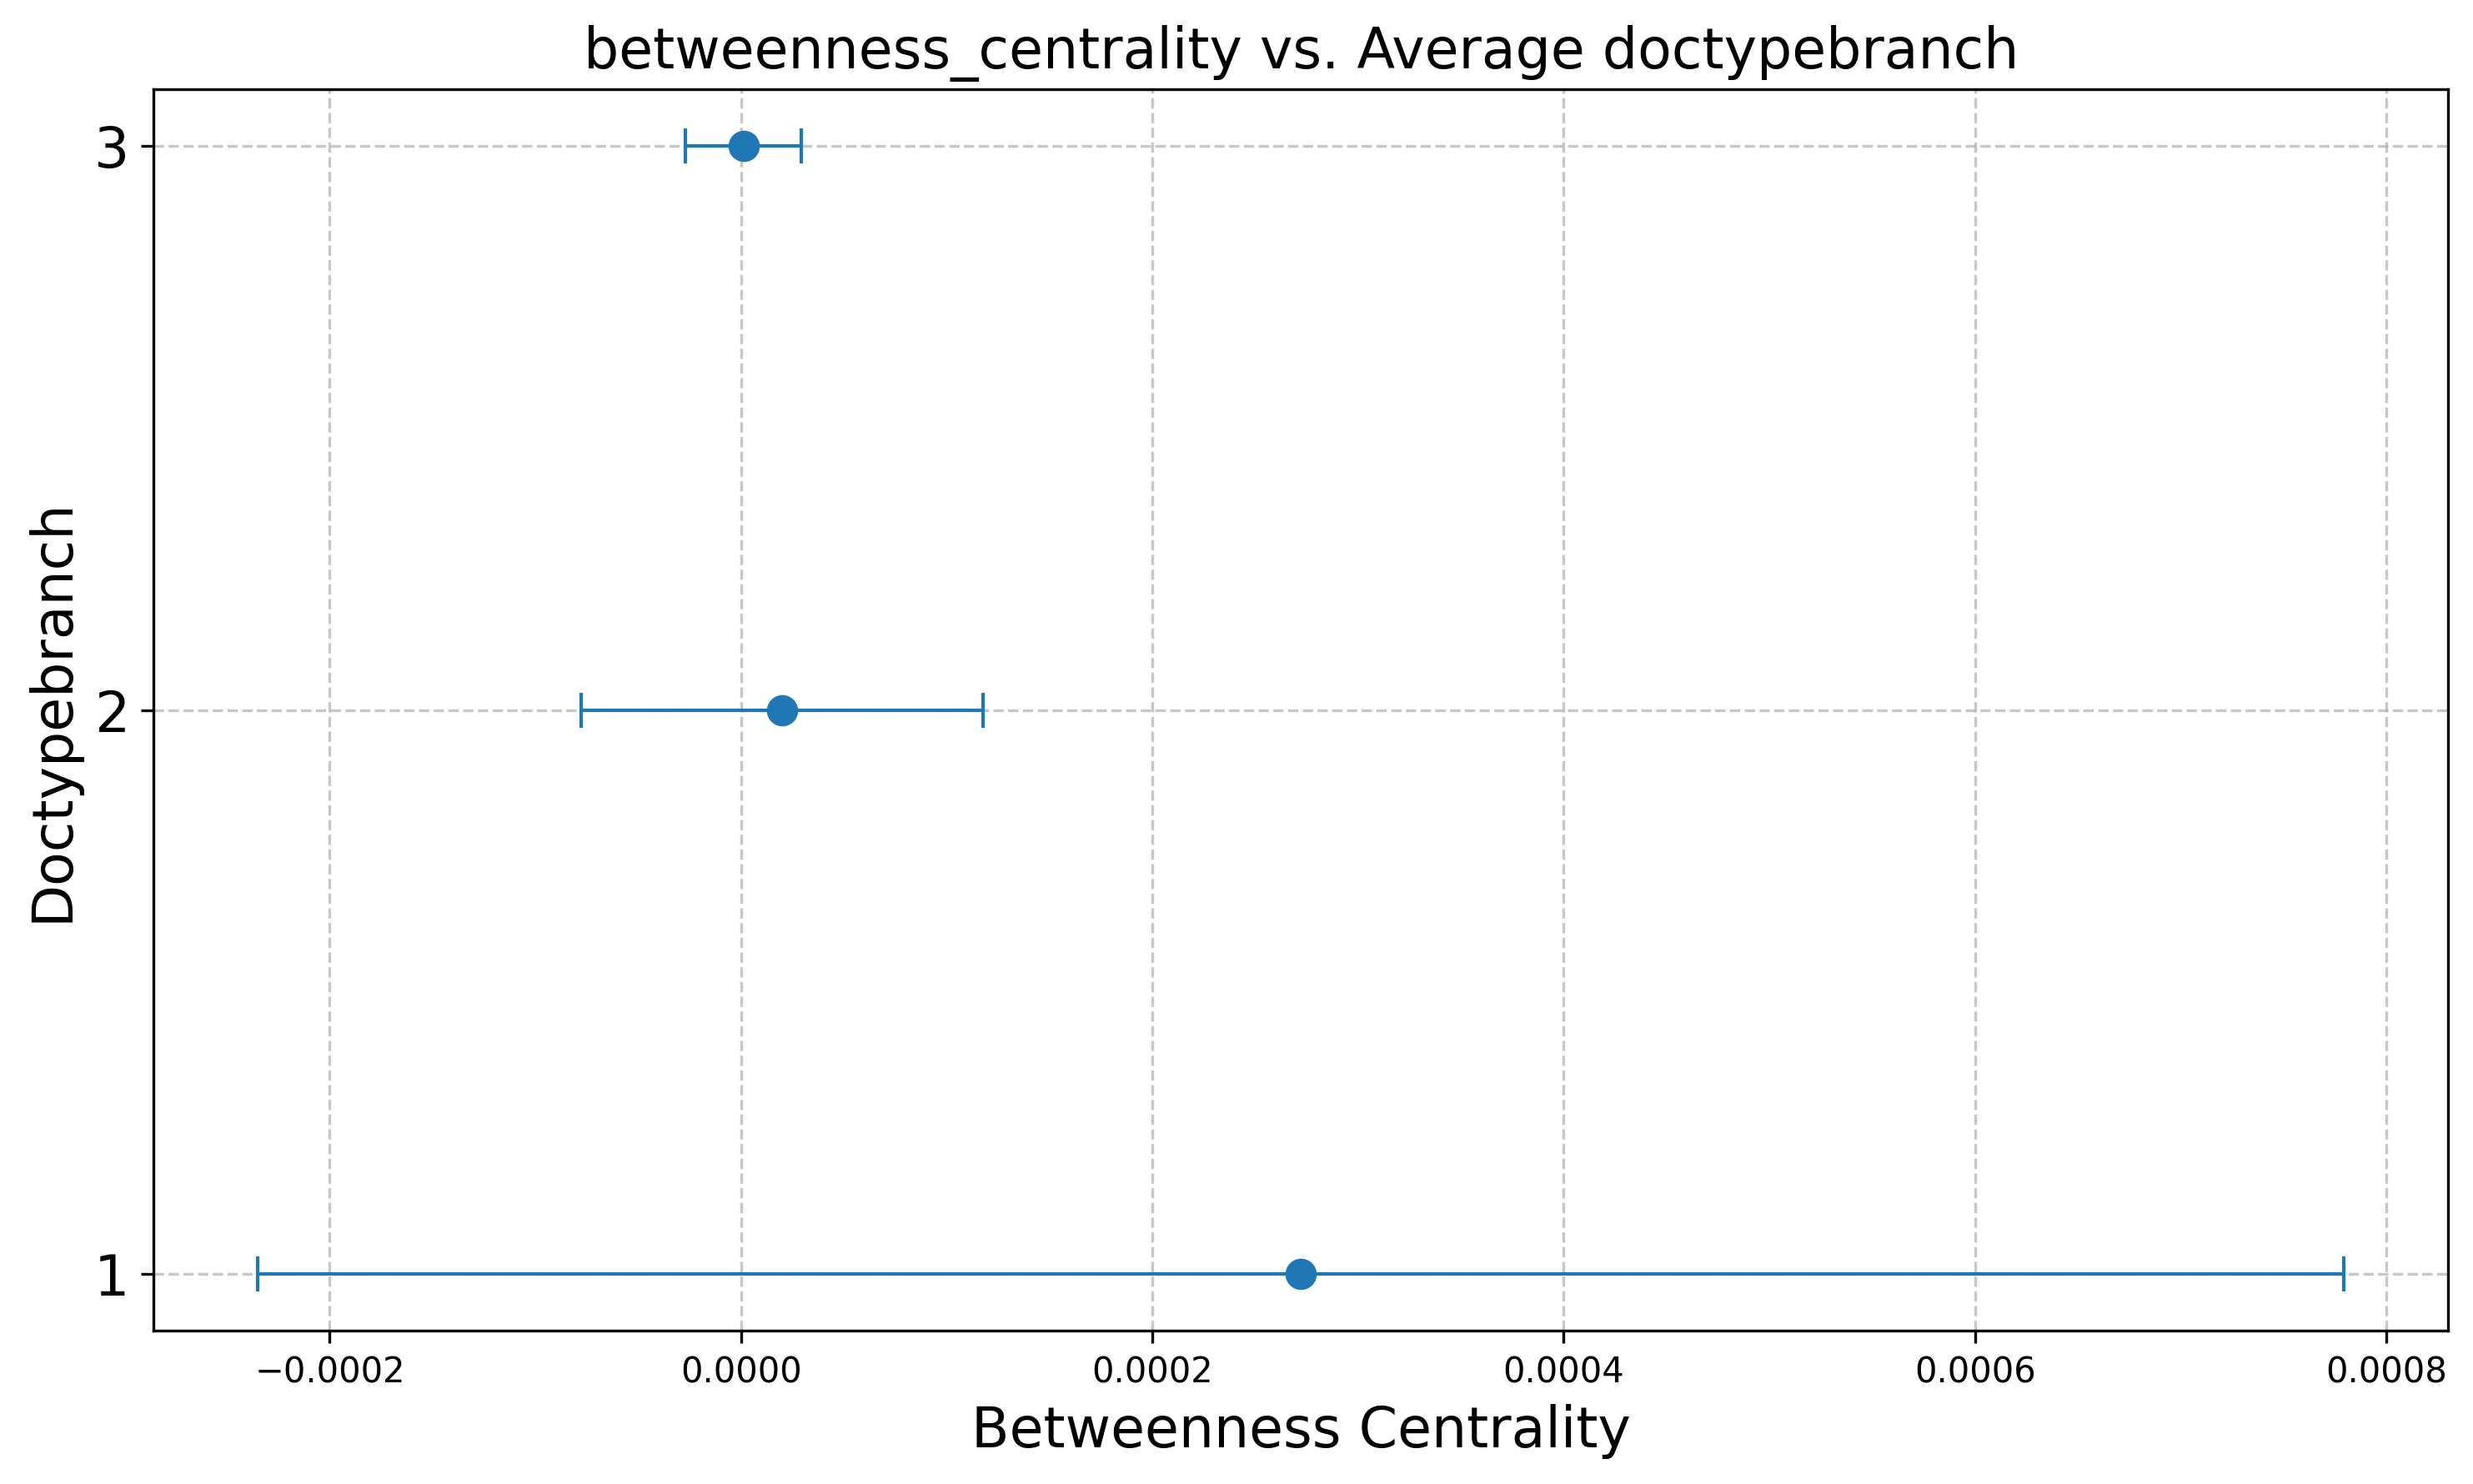 betweenness_centrality vs. Average doctypebranch
3
2
1
Doctypebranch
−0.0002 0.0000 0.0002 0.0004 0.0006 0.0008
Betweenness Centrality